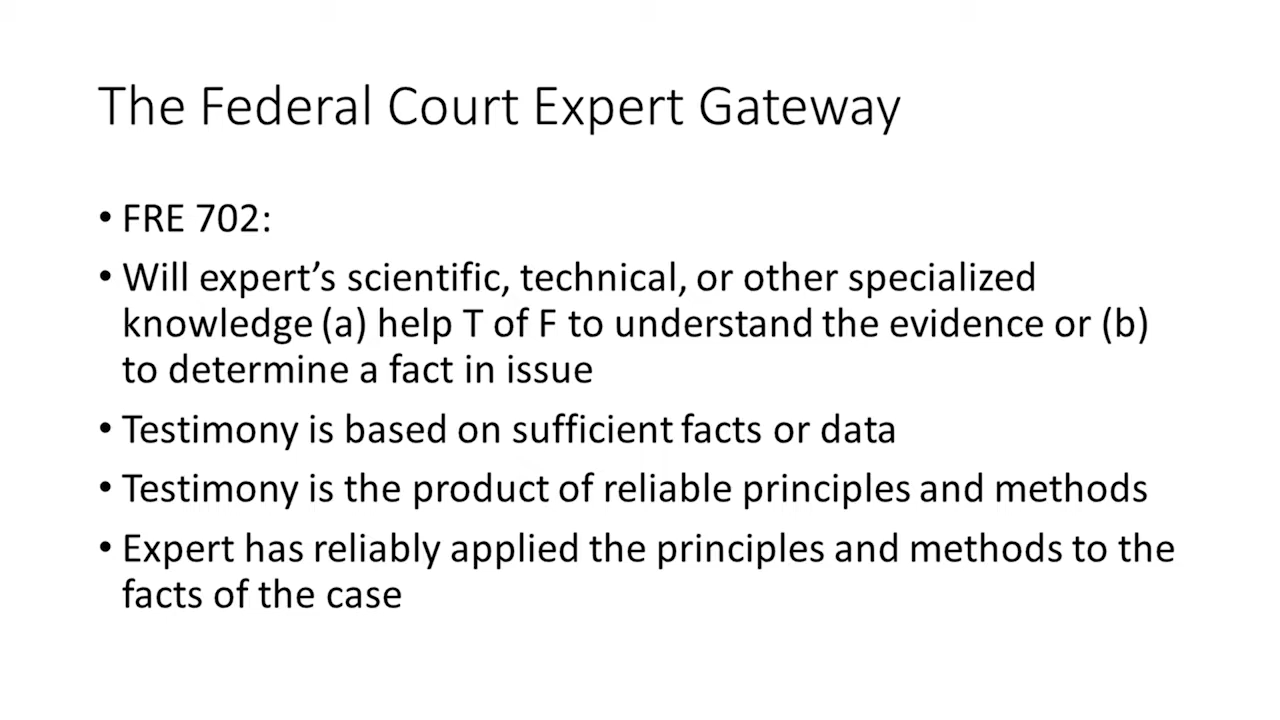 The Federal Court Expert Gateway
• FRE 702:
• Will expert’s scientific, technical, or other specialized
knowledge (a) help T of F to understand the evidence or (b)
to determine a fact in issue
• Testimony is based on sufficient facts or data
• Testimony is the product of reliable principles and methods
• Expert has reliably applied the principles and methods to the
facts of the case